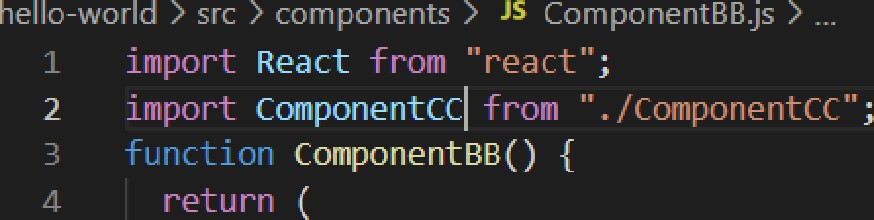 hello-world > src > components > JS ComponentBB.js > ...
1 import React from "react";
2 import ComponentCC from "./ComponentCC";
3 function ComponentBB() {
4 return (